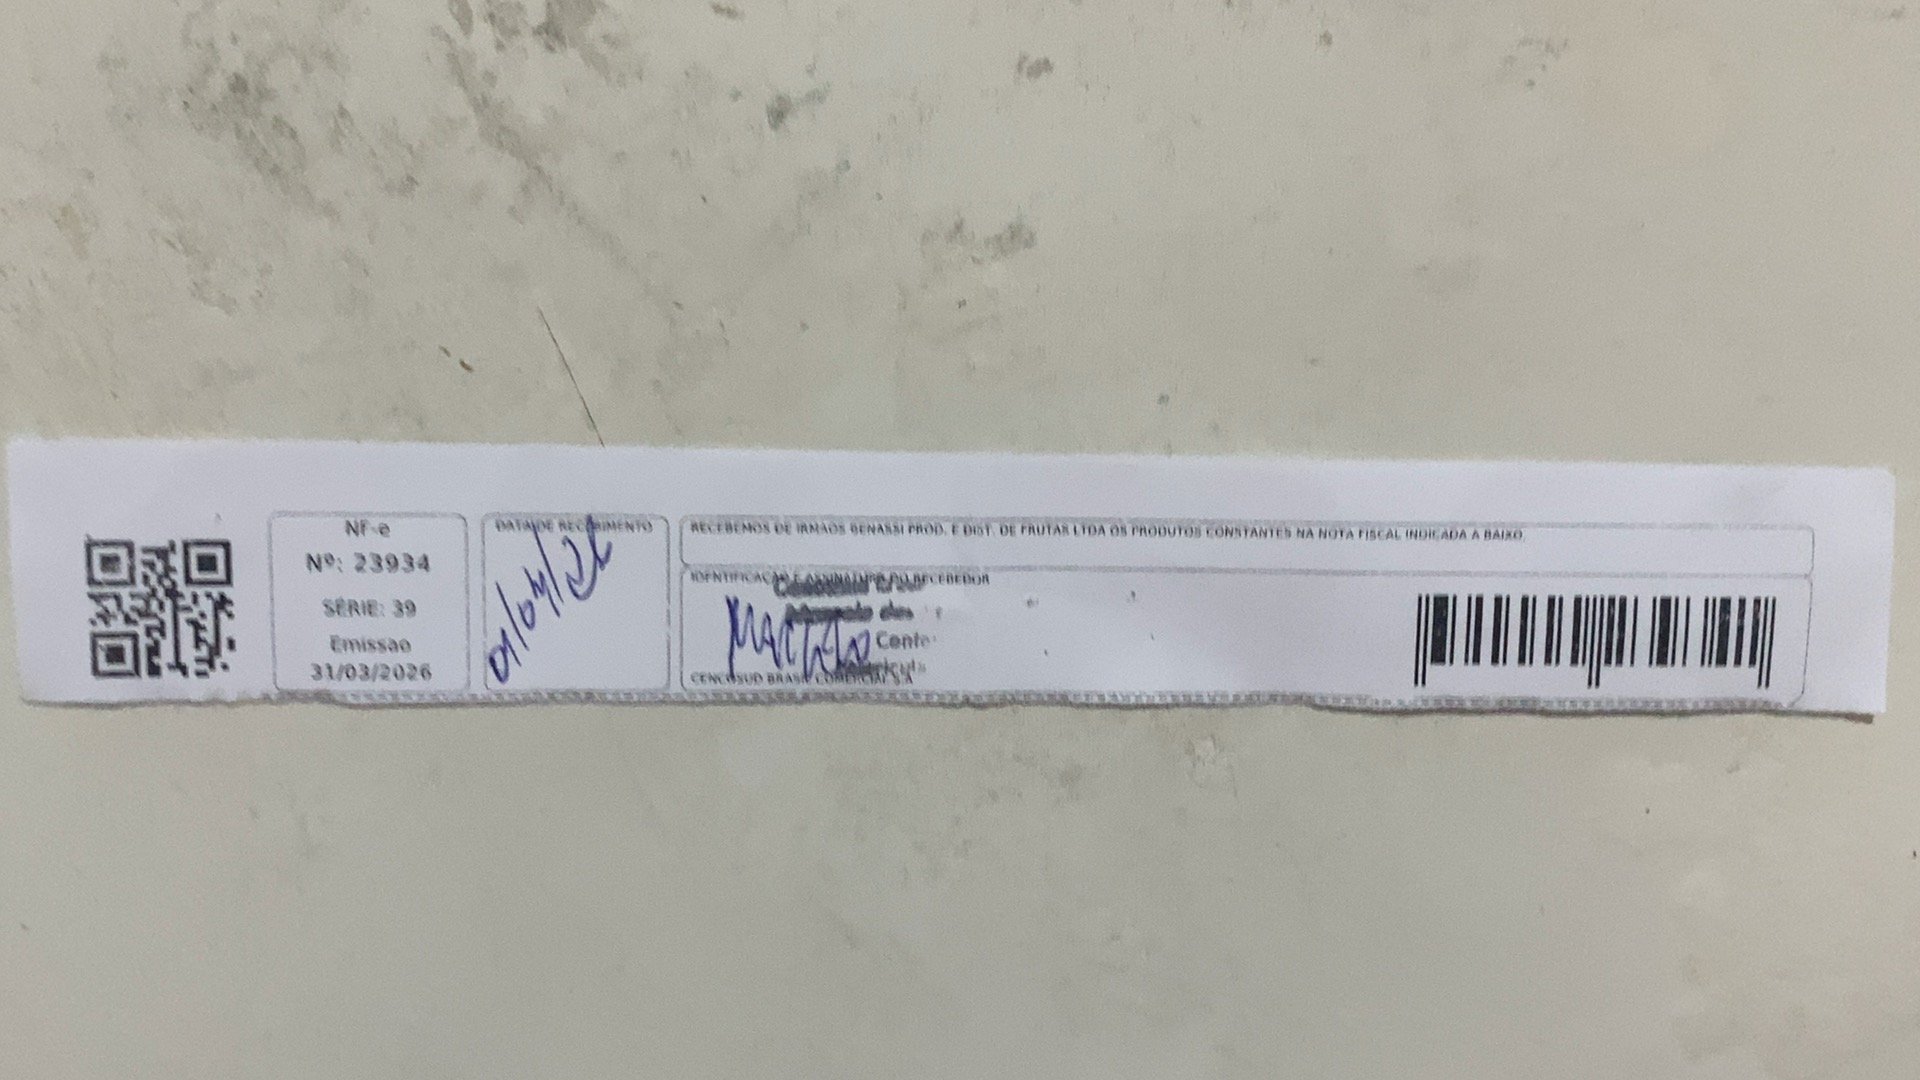 NF-e
Nº: 23934
SÉRIE: 39
Emissao
31/03/2026
DATA DE RECEBIMENTO
01/04/26
RECEBEMOS DE IRMAOS BENASSI PROD. E DIST. DE FRUTAS LTDA OS PRODUTOS CONSTANTES NA NOTA FISCAL INDICADA A BAIXO.
IDENTIFICAÇÃO E ASSINATURA DO RECEBEDOR
CENCOSUD BRASIL COMERCIAL S.A